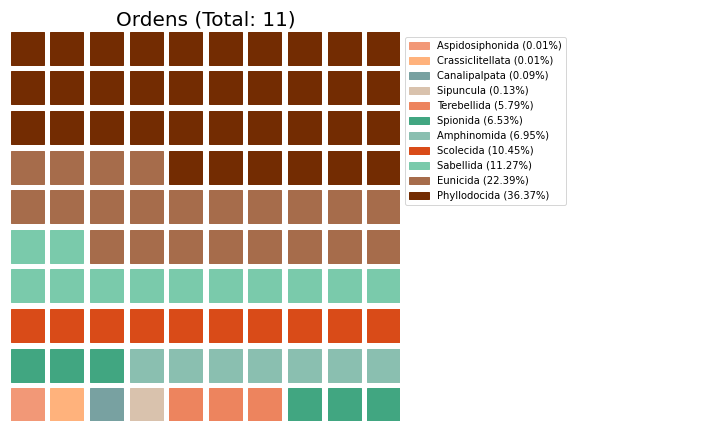 Ordens (Total: 11)
Aspidosiphonida (0.01%)
Crassiclitellata (0.01%)
Canalipalpata (0.09%)
Sipuncula (0.13%)
Terebellida (5.79%)
Spionida (6.53%)
Amphinomida (6.95%)
Scolecida (10.45%)
Sabellida (11.27%)
Eunicida (22.39%)
Phyllodocida (36.37%)